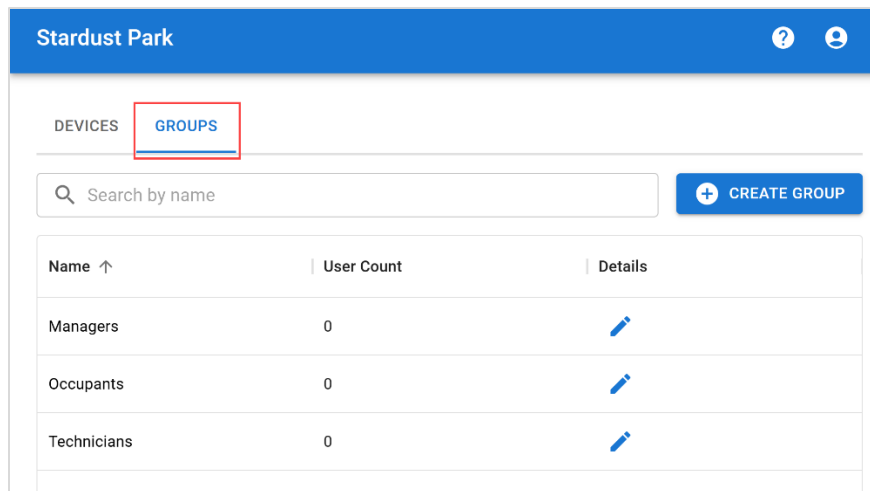 Stardust Park
DEVICES GROUPS
Search by name CREATE GROUP
Name User Count Details
Managers 0
Occupants 0
Technicians 0